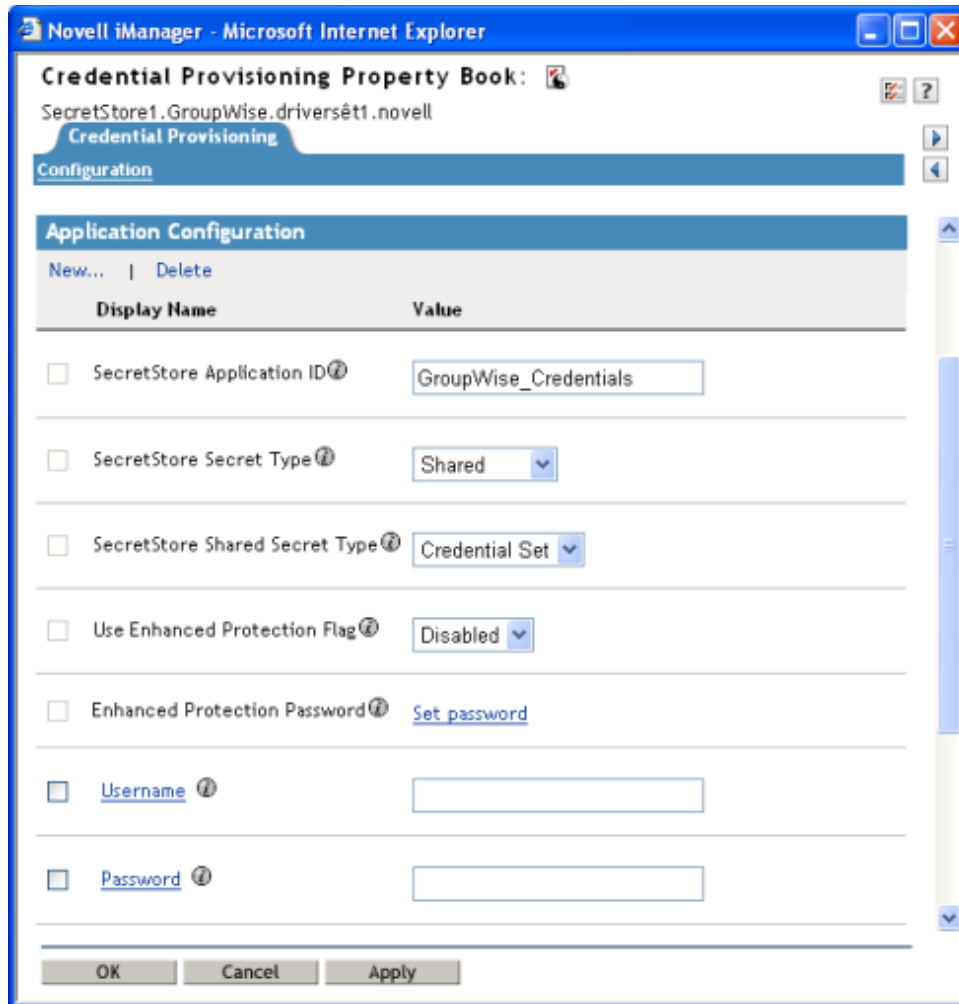 Novell iManager - Microsoft Internet Explorer
Credential Provisioning Property Book:
SecretStore1.GroupWise.driversêt1.novell
?
Credential Provisioning
Configuration
Application Configuration
New... | Delete
Display Name Value
SecretStore Application ID GroupWise_Credentials
SecretStore Secret Type Shared
SecretStore Shared Secret Type Credential Set
Use Enhanced Protection Flag Disabled
Enhanced Protection Password Set password
Username
Password
OK Cancel Apply